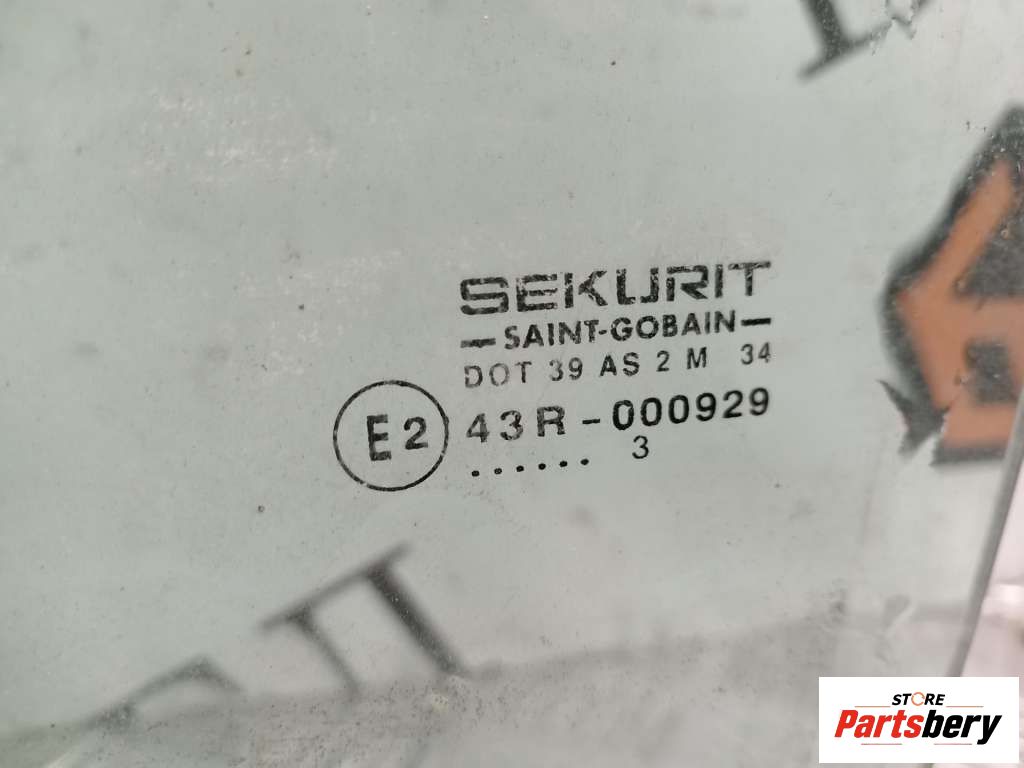 SEKURIT
SAINT-GOBAIN
DOT 39 AS 2 M 34
E2 43R-000929
...... 3
STORE
Partsbery